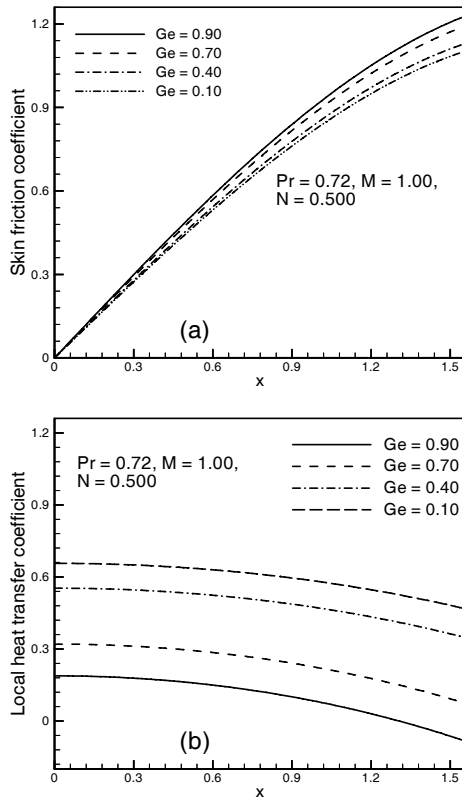 1.2
0.9
0.6
0.3
0
Skin friction coefficient
Ge = 0.90
Ge = 0.70
Ge = 0.40
Ge = 0.10
Pr = 0.72, M = 1.00,
N = 0.500
(a)
0 0.3 0.6 0.9 1.2 1.5
x
1.2
0.9
0.6
0.3
0
Local heat transfer coefficient
Pr = 0.72, M = 1.00,
N = 0.500
Ge = 0.90
Ge = 0.70
Ge = 0.40
Ge = 0.10
(b)
0 0.3 0.6 0.9 1.2 1.5
x